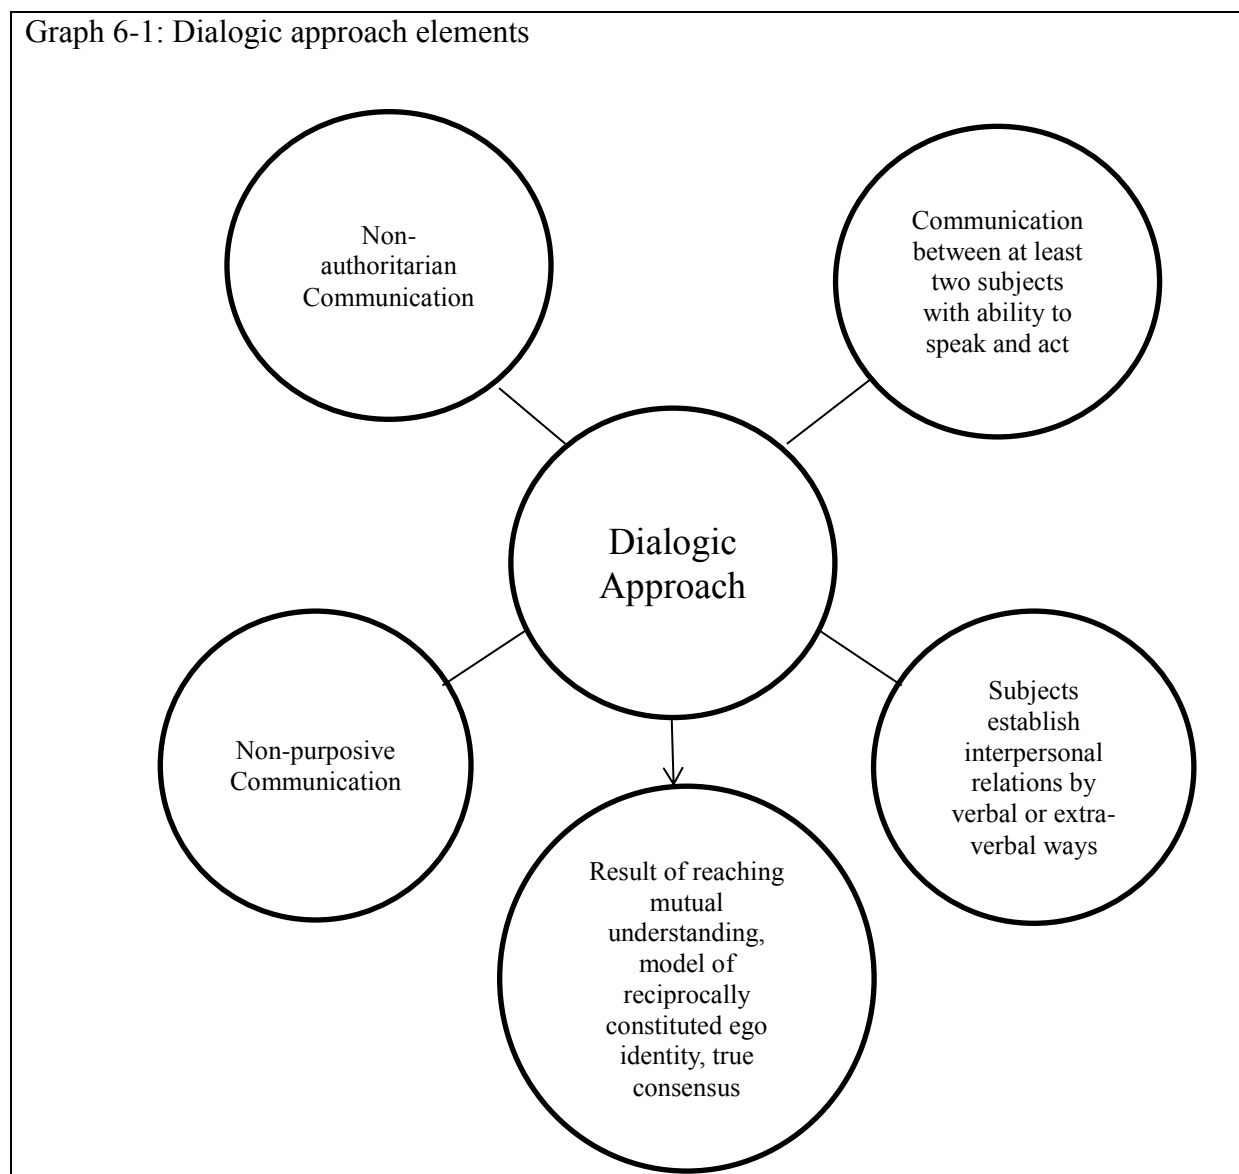 Graph 6-1: Dialogic approach elements
Non-
authoritarian
Communication
Communication
between at least
two subjects
with ability to
speak and act
Dialogic
Approach
Non-purposive
Communication
Subjects
establish
interpersonal
relations by
verbal or extra-
verbal ways
Result of reaching
mutual
understanding,
model of
reciprocally
constituted ego
identity, true
consensus